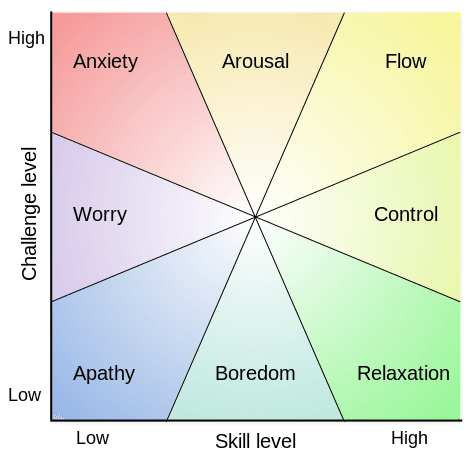 High
Anxiety
Arousal
Flow
Challenge level
Worry
Control
Apathy
Boredom
Relaxation
Low
Low
Skill level
High